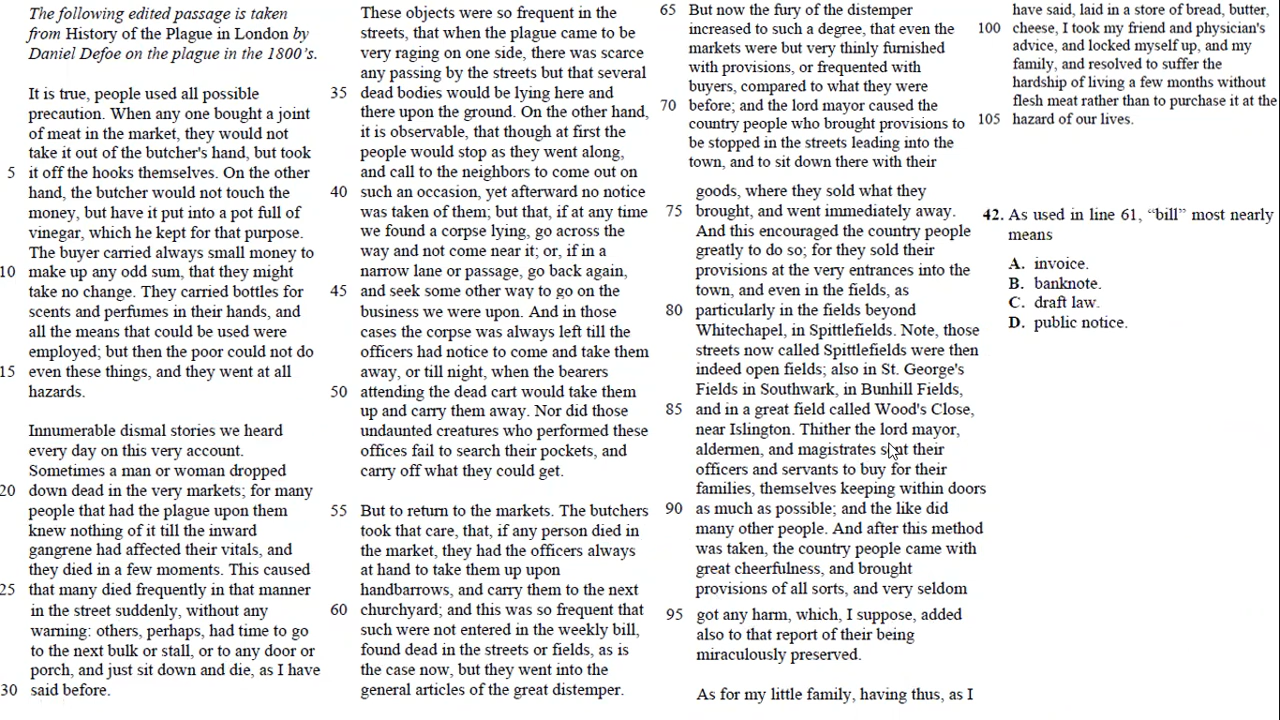 The following edited passage is taken
from History of the Plague in London by
Daniel Defoe on the plague in the 1800's.
It is true, people used all possible
precaution. When any one bought a joint
of meat in the market, they would not
take it out of the butcher's hand, but took
5 it off the hooks themselves. On the other
hand, the butcher would not touch the
money, but have it put into a pot full of
vinegar, which he kept for that purpose.
The buyer carried always small money to
10 make up any odd sum, that they might
take no change. They carried bottles for
scents and perfumes in their hands, and
all the means that could be used were
employed; but then the poor could not do
15 even these things, and they went at all
hazards.
Innumerable dismal stories we heard
every day on this very account.
Sometimes a man or woman dropped
20 down dead in the very markets; for many
people that had the plague upon them
knew nothing of it till the inward
gangrene had affected their vitals, and
they died in a few moments. This caused
25 that many died frequently in that manner
in the street suddenly, without any
warning: others, perhaps, had time to go
to the next bulk or stall, or to any door or
porch, and just sit down and die, as I have
30 said before.
These objects were so frequent in the
streets, that when the plague came to be
very raging on one side, there was scarce
any passing by the streets but that several
35 dead bodies would be lying here and
there upon the ground. On the other hand,
it is observable, that though at first the
people would stop as they went along,
and call to the neighbors to come out on
40 such an occasion, yet afterward no notice
was taken of them; but that, if at any time
we found a corpse lying, go across the
way and not come near it; or, if in a
narrow lane or passage, go back again,
45 and seek some other way to go on the
business we were upon. And in those
cases the corpse was always left till the
officers had notice to come and take them
away, or till night, when the bearers
50 attending the dead cart would take them
up and carry them away. Nor did those
undaunted creatures who performed these
offices fail to search their pockets, and
carry off what they could get.
55 But to return to the markets. The butchers
took that care, that, if any person died in
the market, they had the officers always
at hand to take them up upon
handbarrows, and carry them to the next
60 churchyard; and this was so frequent that
such were not entered in the weekly bill,
found dead in the streets or fields, as is
the case now, but they went into the
general articles of the great distemper.
65 But now the fury of the distemper
increased to such a degree, that even the
markets were but very thinly furnished
with provisions, or frequented with
buyers, compared to what they were
70 before; and the lord mayor caused the
country people who brought provisions to
be stopped in the streets leading into the
town, and to sit down there with their
goods, where they sold what they
75 brought, and went immediately away.
And this encouraged the country people
greatly to do so; for they sold their
provisions at the very entrances into the
town, and even in the fields, as
80 particularly in the fields beyond
Whitechapel, in Spittlefields. Note, those
streets now called Spittlefields were then
indeed open fields; also in St. George's
Fields in Southwark, in Bunhill Fields,
85 and in a great field called Wood's Close,
near Islington. Thither the lord mayor,
aldermen, and magistrates sent their
officers and servants to buy for their
families, themselves keeping within doors
90 as much as possible; and the like did
many other people. And after this method
was taken, the country people came with
great cheerfulness, and brought
provisions of all sorts, and very seldom
95 got any harm, which, I suppose, added
also to that report of their being
miraculously preserved.
As for my little family, having thus, as I
have said, laid in a store of bread, butter,
100 cheese, I took my friend and physician's
advice, and locked myself up, and my
family, and resolved to suffer the
hardship of living a few months without
flesh meat rather than to purchase it at the
105 hazard of our lives.
42. As used in line 61, “bill” most nearly
means
A. invoice.
B. banknote.
C. draft law.
D. public notice.